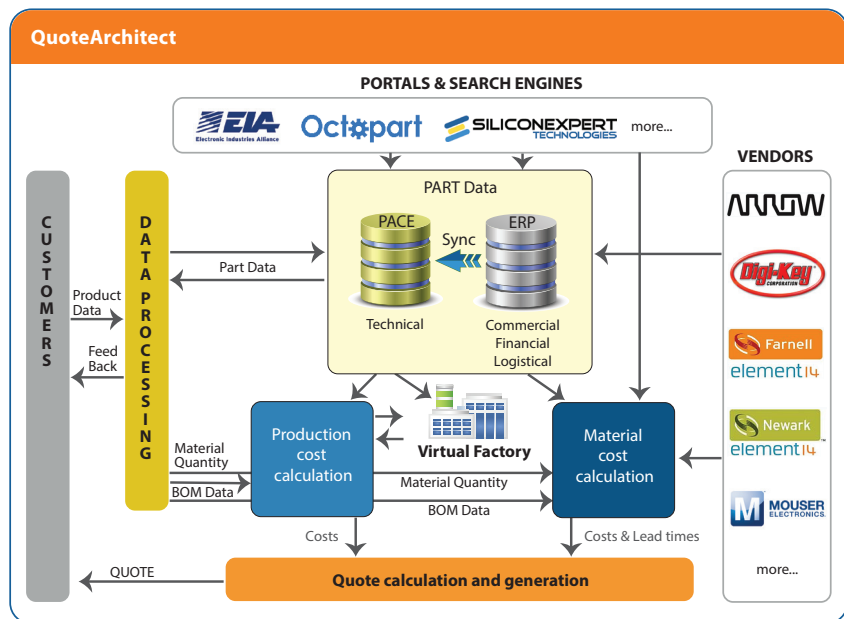 QuoteArchitect
PORTALS & SEARCH ENGINES
EIA
Electronic Industries Alliance
Octopart
SILICONEXPERT
TECHNOLOGIES
more...
VENDORS
ARROW
Digi-Key
CORPORATION
Farnell
element14
Newark
element14™
M
MOUSER
ELECTRONICS
more...
CUSTOMERS
DATA PROCESSING
Product
Data
Feed
Back
Part Data
PART Data
PACE
ERP
Sync
Technical
Commercial
Financial
Logistical
Production
cost
calculation
Virtual Factory
Material
cost
calculation
Material
Quantity
BOM Data
Material Quantity
BOM Data
Costs
Costs & Lead times
QUOTE
Quote calculation and generation